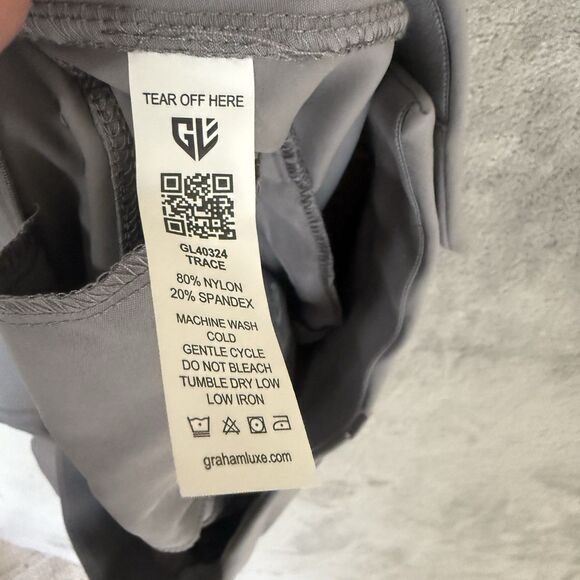 TEAR OFF HERE
GL
GL40324
TRACE
80% NYLON
20% SPANDEX
MACHINE WASH
COLD
GENTLE CYCLE
DO NOT BLEACH
TUMBLE DRY LOW
LOW IRON
grahamluxe.com